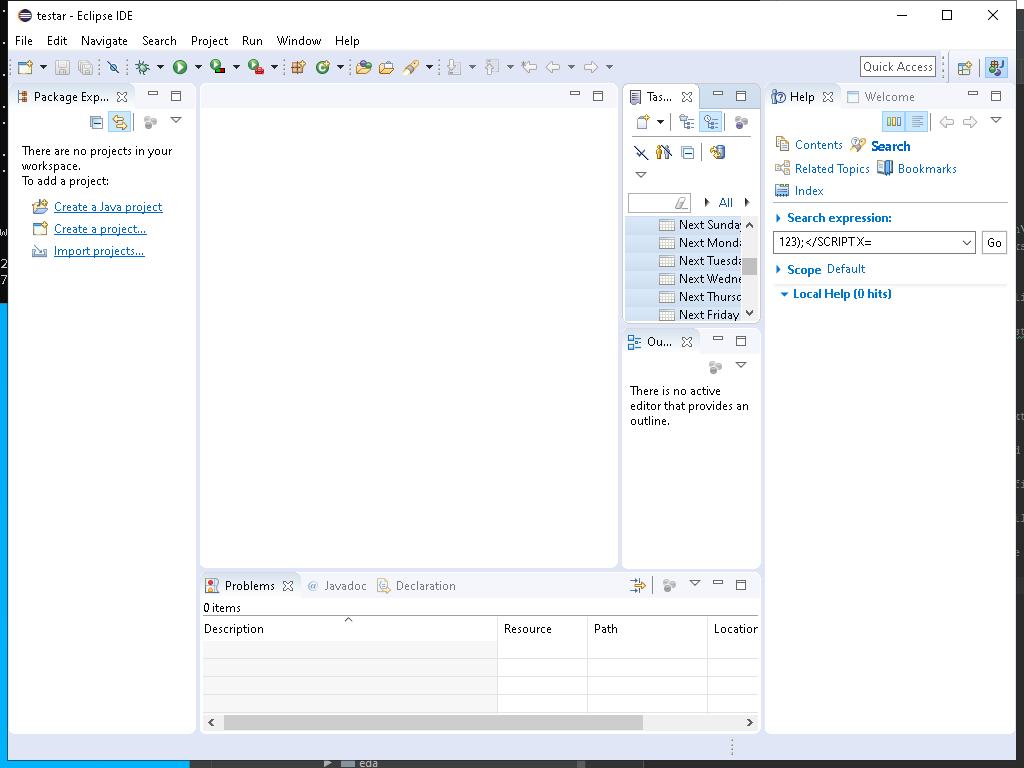 testar - Eclipse IDE
File Edit Navigate Search Project Run Window Help
Quick Access
Package Exp...
There are no projects in your
workspace.
To add a project:
Create a Java project
Create a project...
Import projects...
Tas...
All
Next Sunday
Next Monda
Next Tuesda
Next Wedne
Next Thursd
Next Friday
Ou...
There is no active
editor that provides an
outline.
Help Welcome
Contents Search
Related Topics Bookmarks
Index
Search expression:
123);</SCRIPT X=
Go
Scope Default
Local Help (0 hits)
Problems @ Javadoc Declaration
0 items
Description Resource Path Location
eda